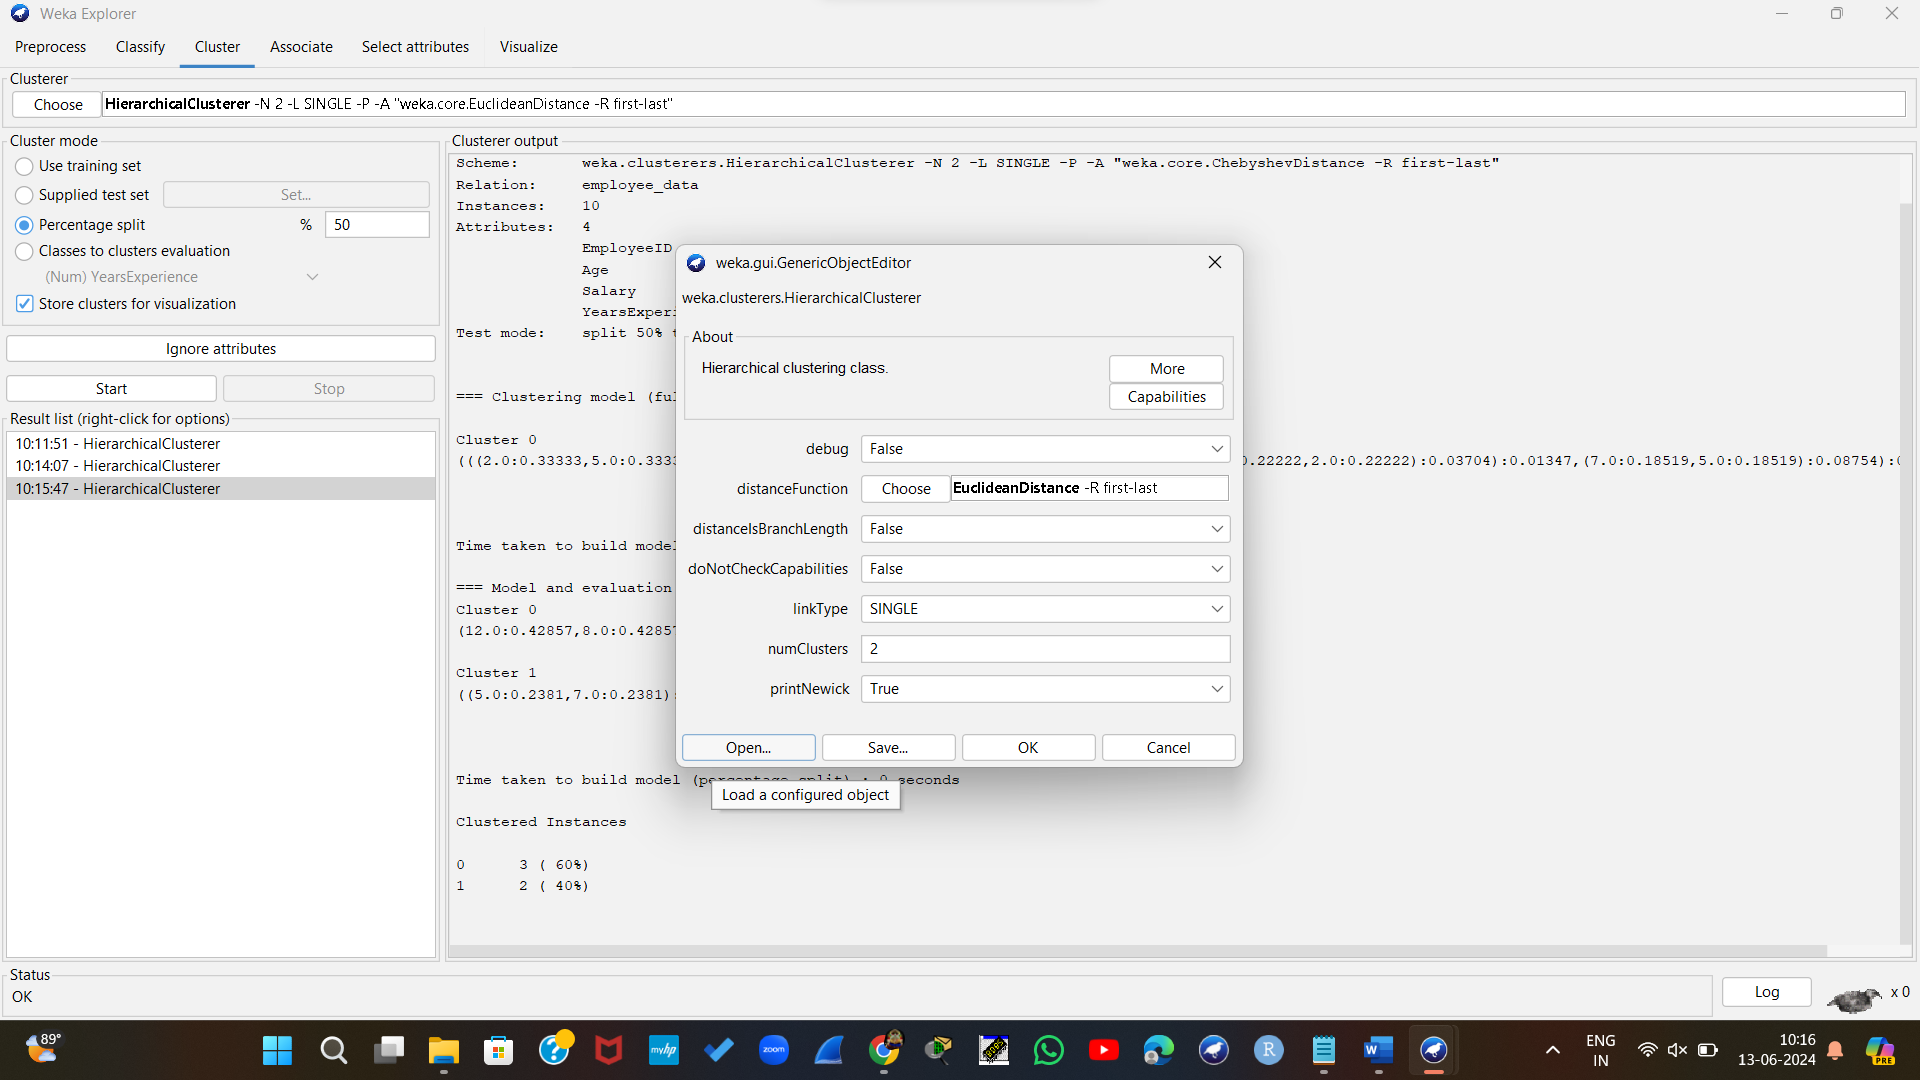 Weka Explorer
Preprocess Classify Cluster Associate Select attributes Visualize
Clusterer
Choose HierarchicalClusterer -N 2 -L SINGLE -P -A "weka.core.EuclideanDistance -R first-last"
Cluster mode
Use training set
Supplied test set Set...
Percentage split % 50
Classes to clusters evaluation
(Num) YearsExperience
Store clusters for visualization
Ignore attributes
Start Stop
Result list (right-click for options)
10:11:51 - HierarchicalClusterer
10:14:07 - HierarchicalClusterer
10:15:47 - HierarchicalClusterer
Clusterer output
Scheme: weka.clusterers.HierarchicalClusterer -N 2 -L SINGLE -P -A "weka.core.ChebyshevDistance -R first-last"
Relation: employee_data
Instances: 10
Attributes: 4
EmployeeID
Age
Salary
YearsExperi
Test mode: split 50% t
=== Clustering model (ful
Cluster 0
(((2.0:0.33333,5.0:0.3333 0.22222,2.0:0.22222):0.03704):0.01347,(7.0:0.18519,5.0:0.18519):0.08754):0
Time taken to build model
=== Model and evaluation
Cluster 0
(12.0:0.42857,8.0:0.42857
Cluster 1
((5.0:0.2381,7.0:0.2381)
Time taken to build model (percentage split) : 0 seconds
Clustered Instances
0 3 ( 60%)
1 2 ( 40%)
weka.gui.GenericObjectEditor
weka.clusterers.HierarchicalClusterer
About
Hierarchical clustering class.
More
Capabilities
debug False
distanceFunction Choose EuclideanDistance -R first-last
distanceIsBranchLength False
doNotCheckCapabilities False
linkType SINGLE
numClusters 2
printNewick True
Open... Save... OK Cancel
Load a configured object
Status
OK
Log x 0
89°
myhp
zoom
R
W
ENG
IN
10:16
13-06-2024
PRE